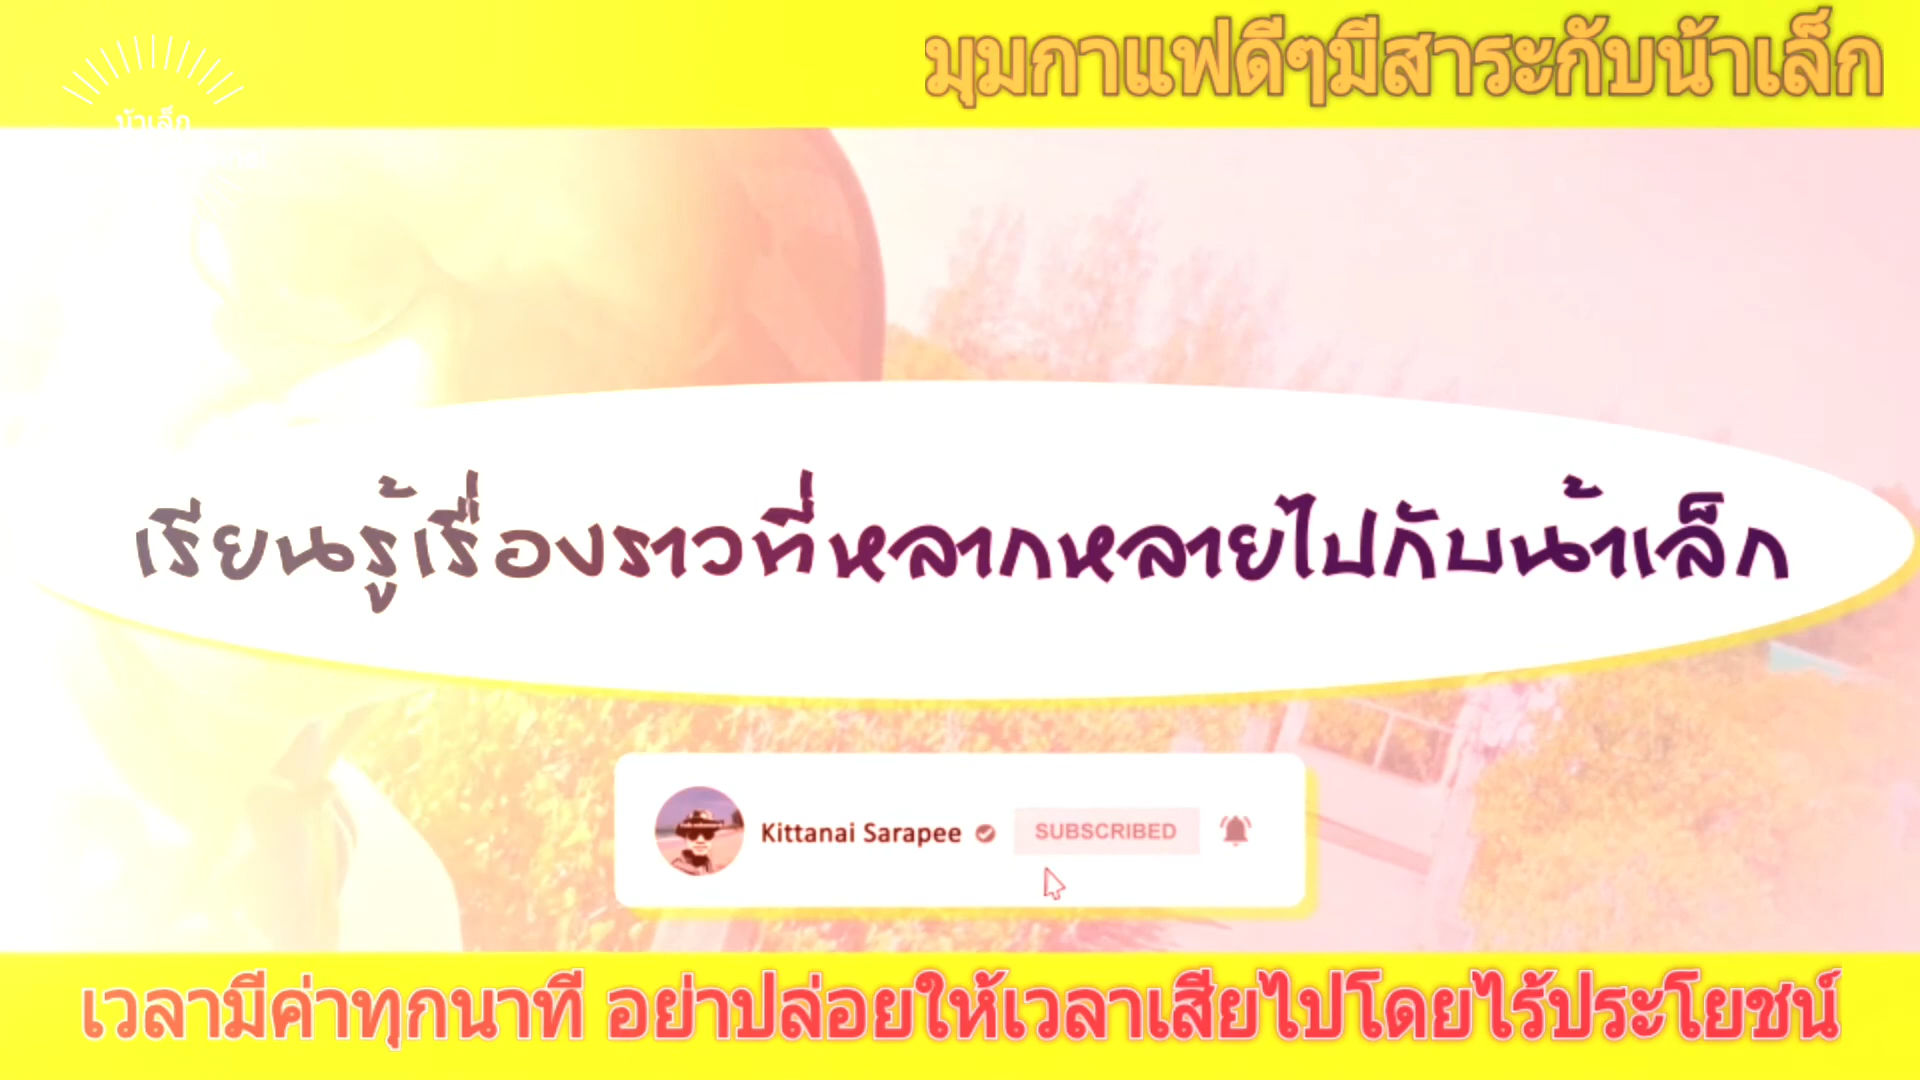 มุมกาแฟดีๆมีสาระกับน้าเล็ก
น้าเล็ก
เรียนรู้เรื่องราวที่หลากหลายไปกับน้าเล็ก
Kittanai Sarapee
SUBSCRIBED
เวลามีค่าทุกนาที อย่าปล่อยให้เวลาเสียไปโดยไร้ประโยชน์